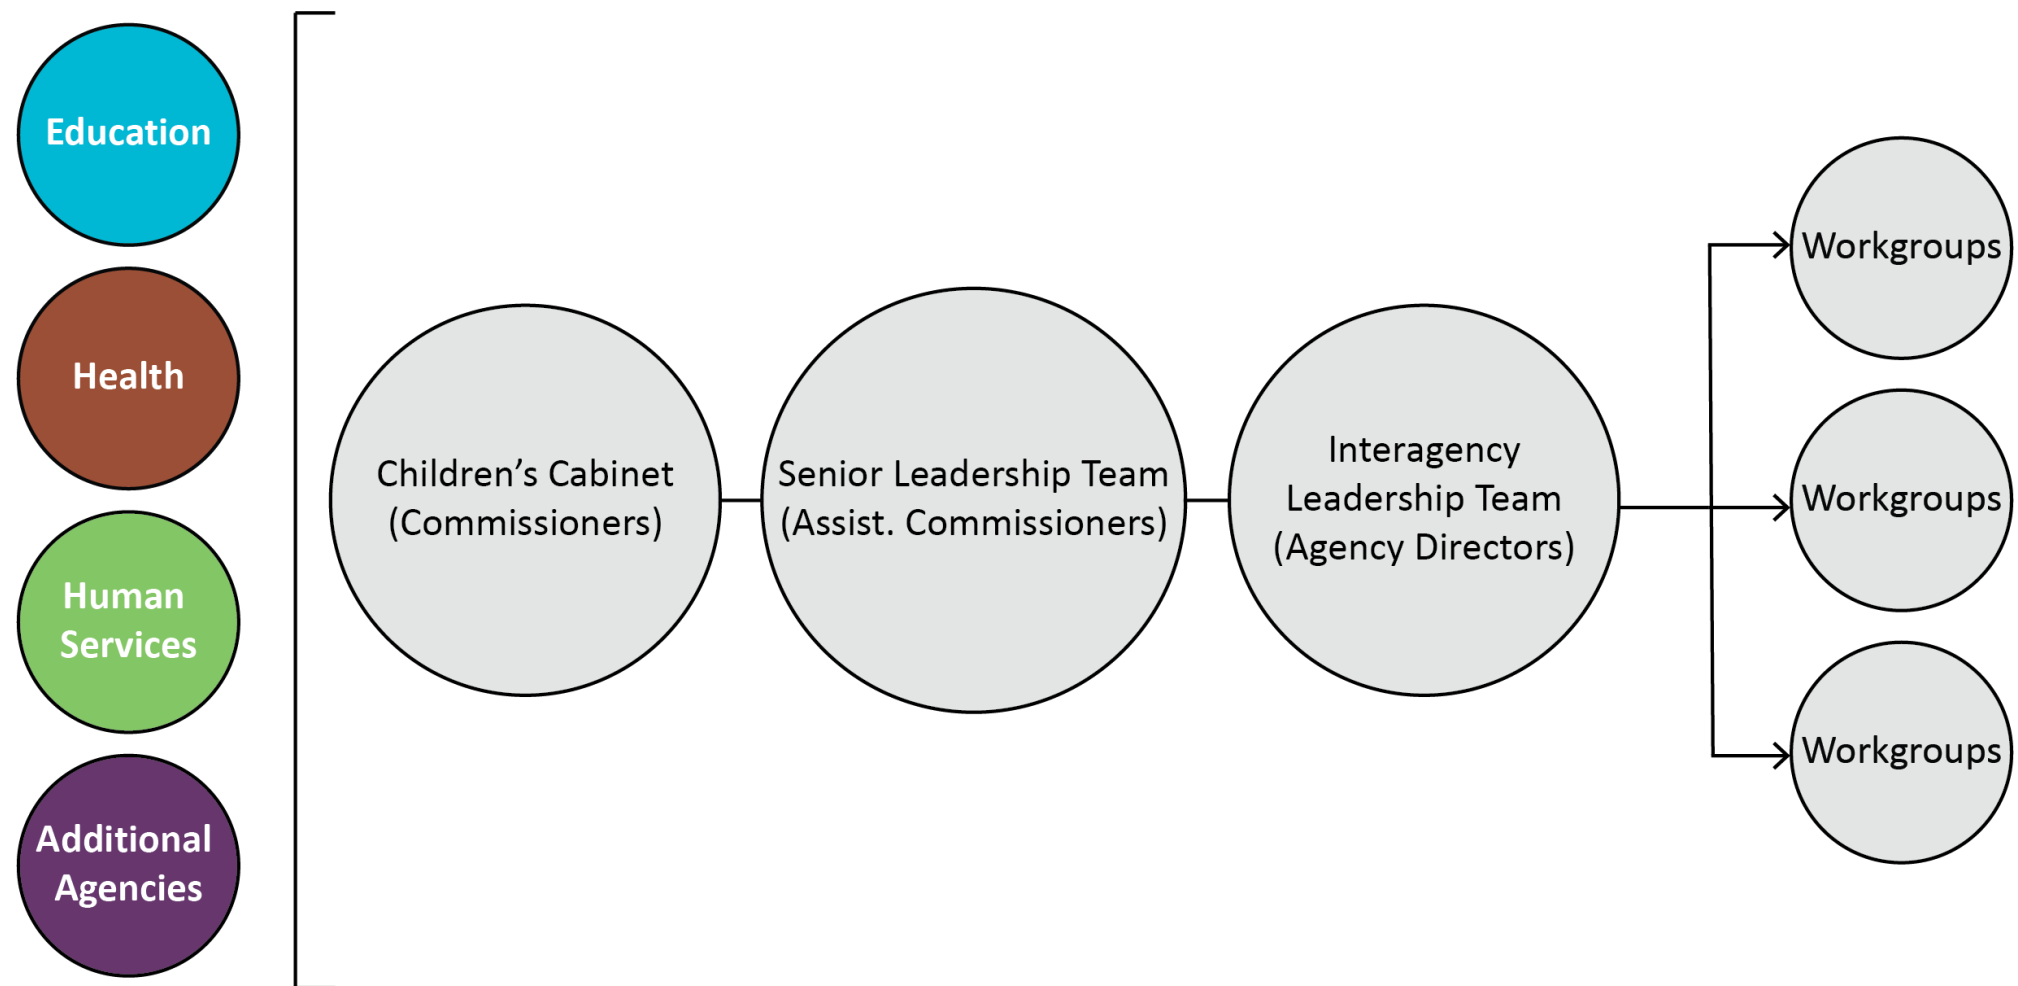 Education
Health
Human
Services
Additional
Agencies
Children’s Cabinet
(Commissioners)
Senior Leadership Team
(Assist. Commissioners)
Interagency
Leadership Team
(Agency Directors)
Workgroups
Workgroups
Workgroups